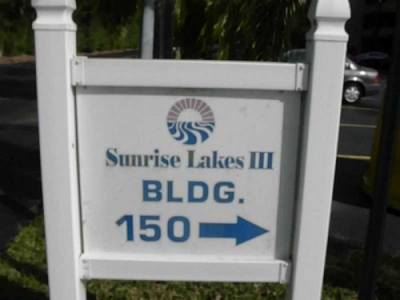 Sunrise Lakes III
BLDG.
150